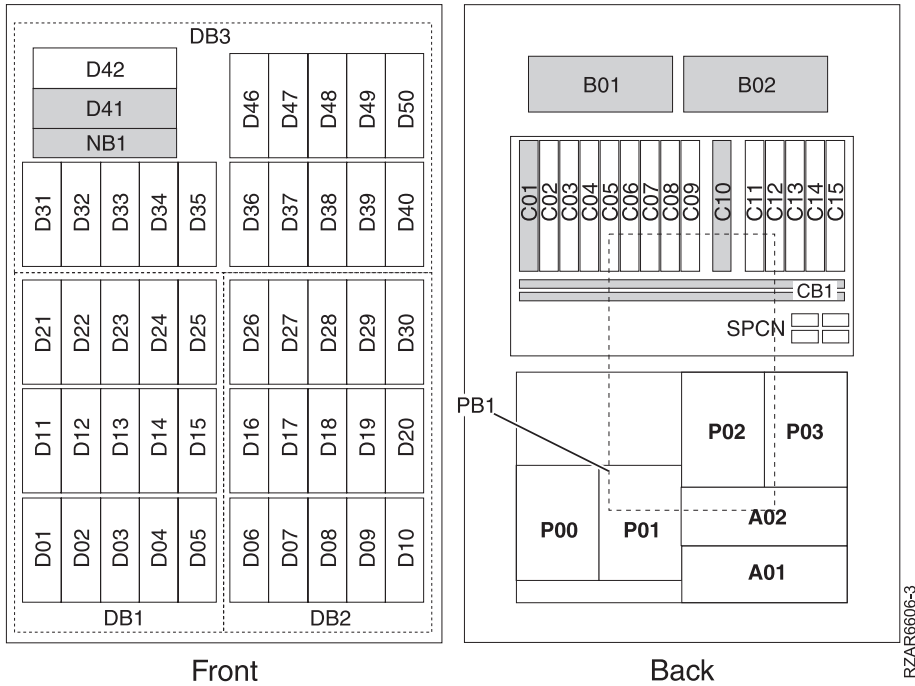 DB3
D42
D41
NB1
D46 D47 D48 D49 D50
D31 D32 D33 D34 D35
D36 D37 D38 D39 D40
D21 D22 D23 D24 D25
D26 D27 D28 D29 D30
D11 D12 D13 D14 D15
D16 D17 D18 D19 D20
D01 D02 D03 D04 D05
D06 D07 D08 D09 D10
DB1
DB2
Front
B01 B02
C01 C02 C03 C04 C05 C06 C07 C08 C09 C10 C11 C12 C13 C14 C15
CB1
SPCN
PB1
P02 P03
P00 P01
A02
A01
Back
RZAR6606-3